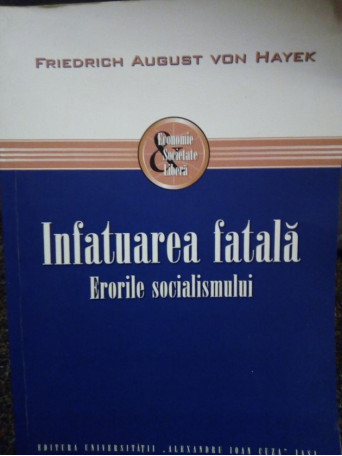 FRIEDRICH AUGUST VON HAYEK
Economie
& Societate
liberă
Infatuarea fatală
Erorile socialismului
EDITURA UNIVERSITĂȚII „ALEXANDRU IOAN CUZA" IAȘI